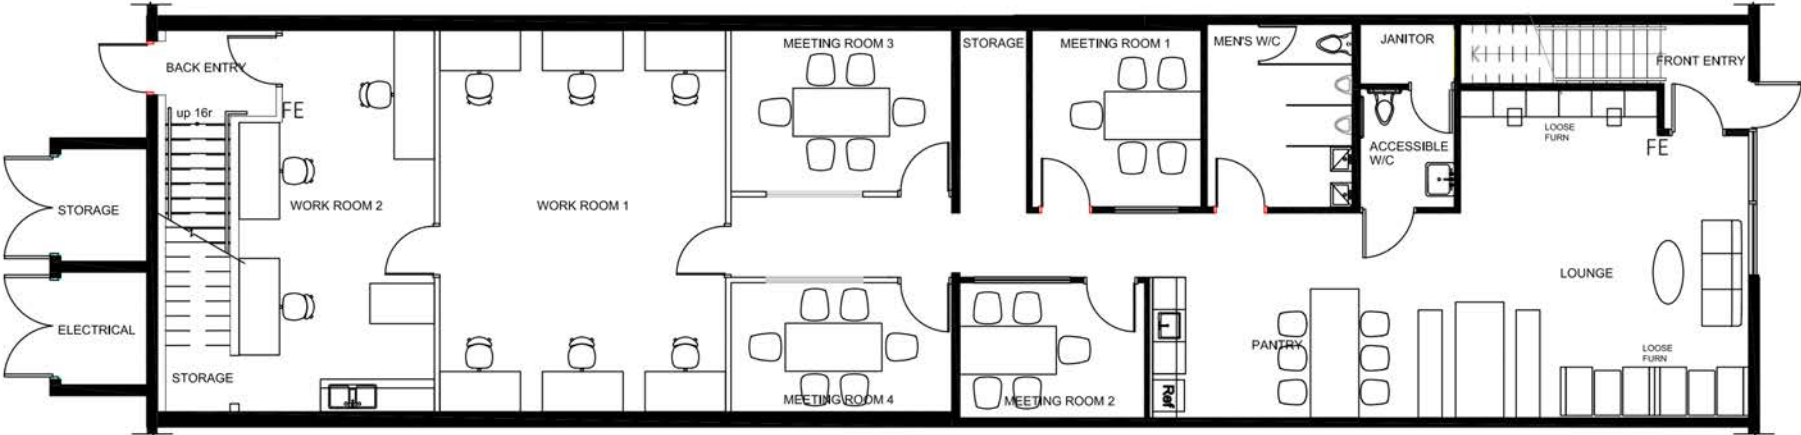 MEETING ROOM 3
STORAGE
MEETING ROOM 1
MEN'S W/C
JANITOR
FRONT ENTRY
BACK ENTRY
up 16r
FE
LOOSE
FURN
FE
ACCESSIBLE
W/C
STORAGE
WORK ROOM 2
WORK ROOM 1
LOUNGE
ELECTRICAL
PANTRY
LOOSE
FURN
STORAGE
Ref
MEETING ROOM 4
MEETING ROOM 2